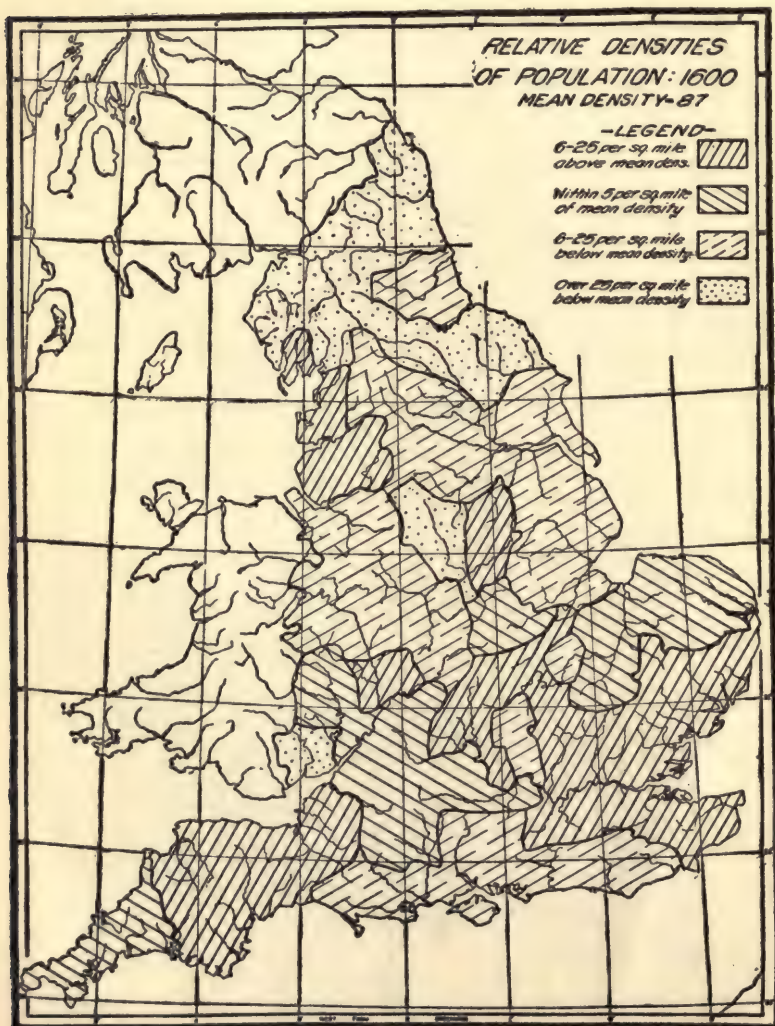 RELATIVE DENSITIES
OF POPULATION: 1600
MEAN DENSITY-87
-LEGEND-
6-25 per sq. mile
above mean dens.
Within 5 per sq mile
of mean density
6-25 per sq. mile
below mean density
Over 25 per sq mile
below mean density